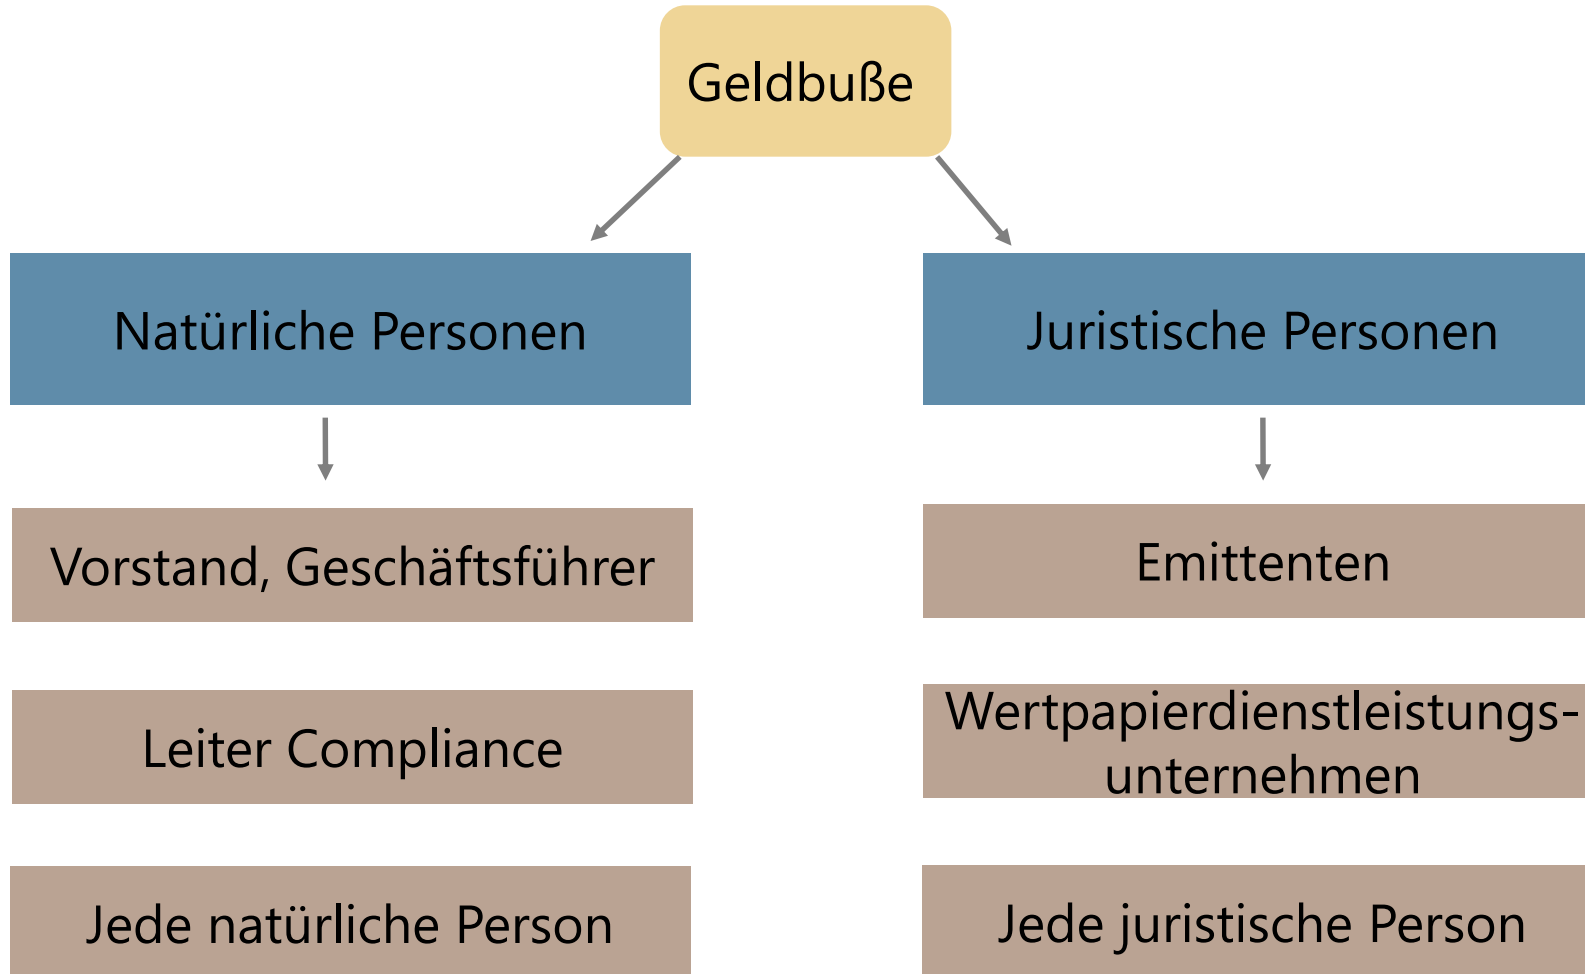 Geldbuße
Natürliche Personen
Juristische Personen
Vorstand, Geschäftsführer
Emittenten
Leiter Compliance
Wertpapierdienstleistungs-
unternehmen
Jede natürliche Person
Jede juristische Person